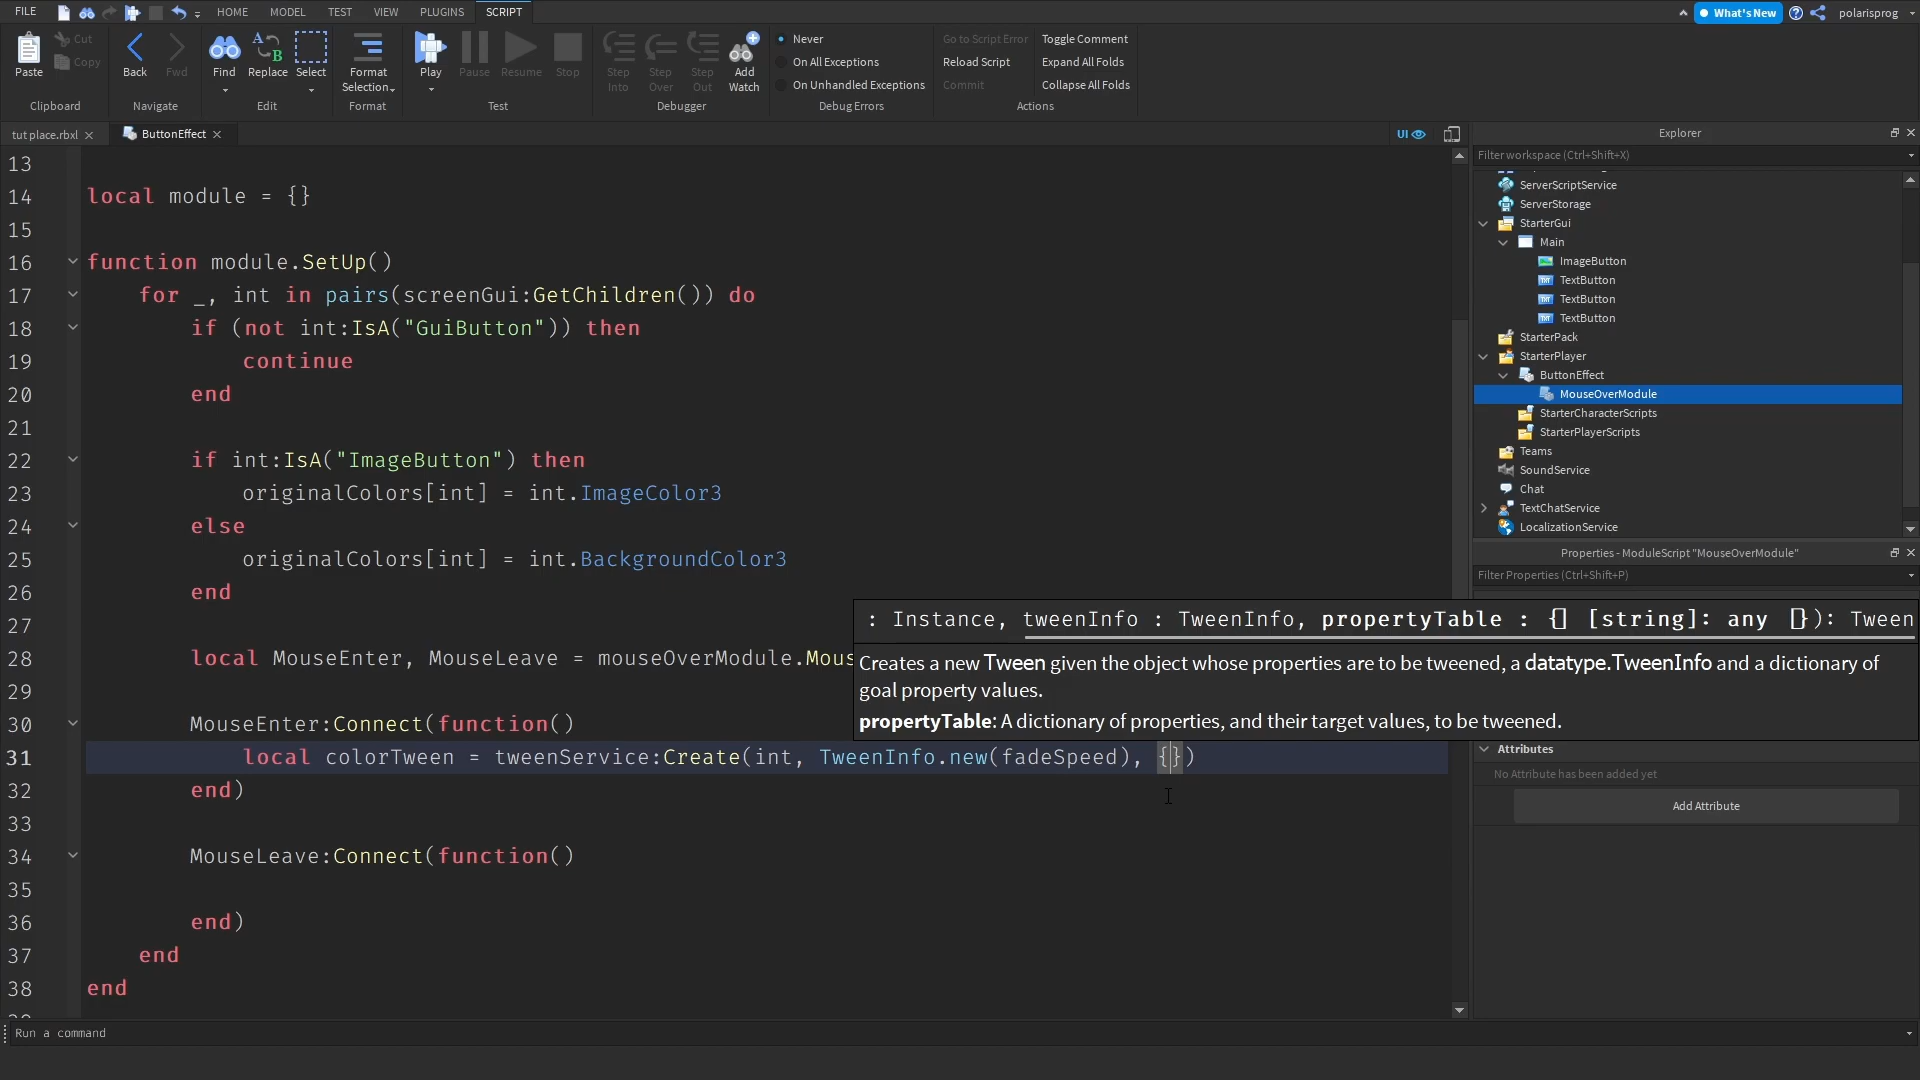 FILE HOME MODEL TEST VIEW PLUGINS SCRIPT What's New polarisprog
Paste Cut Copy Clipboard
Back Fwd Navigate
Find Replace Select Edit
Format Selection Format
Play Pause Resume Stop Test
Step Into Step Over Step Out Add Watch Debugger
Never
On All Exceptions
On Unhandled Exceptions
Debug Errors
Go to Script Error Toggle Comment
Reload Script Expand All Folds
Commit Collapse All Folds
Actions
tut place.rbxl ButtonEffect UI
13
14 local module = {}
15
16 function module.SetUp()
17 for _, int in pairs(screenGui:GetChildren()) do
18 if (not int:IsA("GuiButton")) then
19 continue
20 end
21
22 if int:IsA("ImageButton") then
23 originalColors[int] = int.ImageColor3
24 else
25 originalColors[int] = int.BackgroundColor3
26 end
27
28 local MouseEnter, MouseLeave = mouseOverModule.Mous
29
30 MouseEnter:Connect(function()
31 local colorTween = tweenService:Create(int, TweenInfo.new(fadeSpeed), {})
32 end)
33
34 MouseLeave:Connect(function()
35
36 end)
37 end
38 end
: Instance, tweenInfo : TweenInfo, propertyTable : {[string]: any }): Tween
Creates a new Tween given the object whose properties are to be tweened, a datatype.TweenInfo and a dictionary of
goal property values.
propertyTable: A dictionary of properties, and their target values, to be tweened.
Explorer
Filter workspace (Ctrl+Shift+X)
ServerScriptService
ServerStorage
StarterGui
Main
ImageButton
TextButton
TextButton
TextButton
StarterPack
StarterPlayer
ButtonEffect
MouseOverModule
StarterCharacterScripts
StarterPlayerScripts
Teams
SoundService
Chat
TextChatService
LocalizationService
Properties - ModuleScript "MouseOverModule"
Filter Properties (Ctrl+Shift+P)
Attributes
No Attribute has been added yet
Add Attribute
Run a command